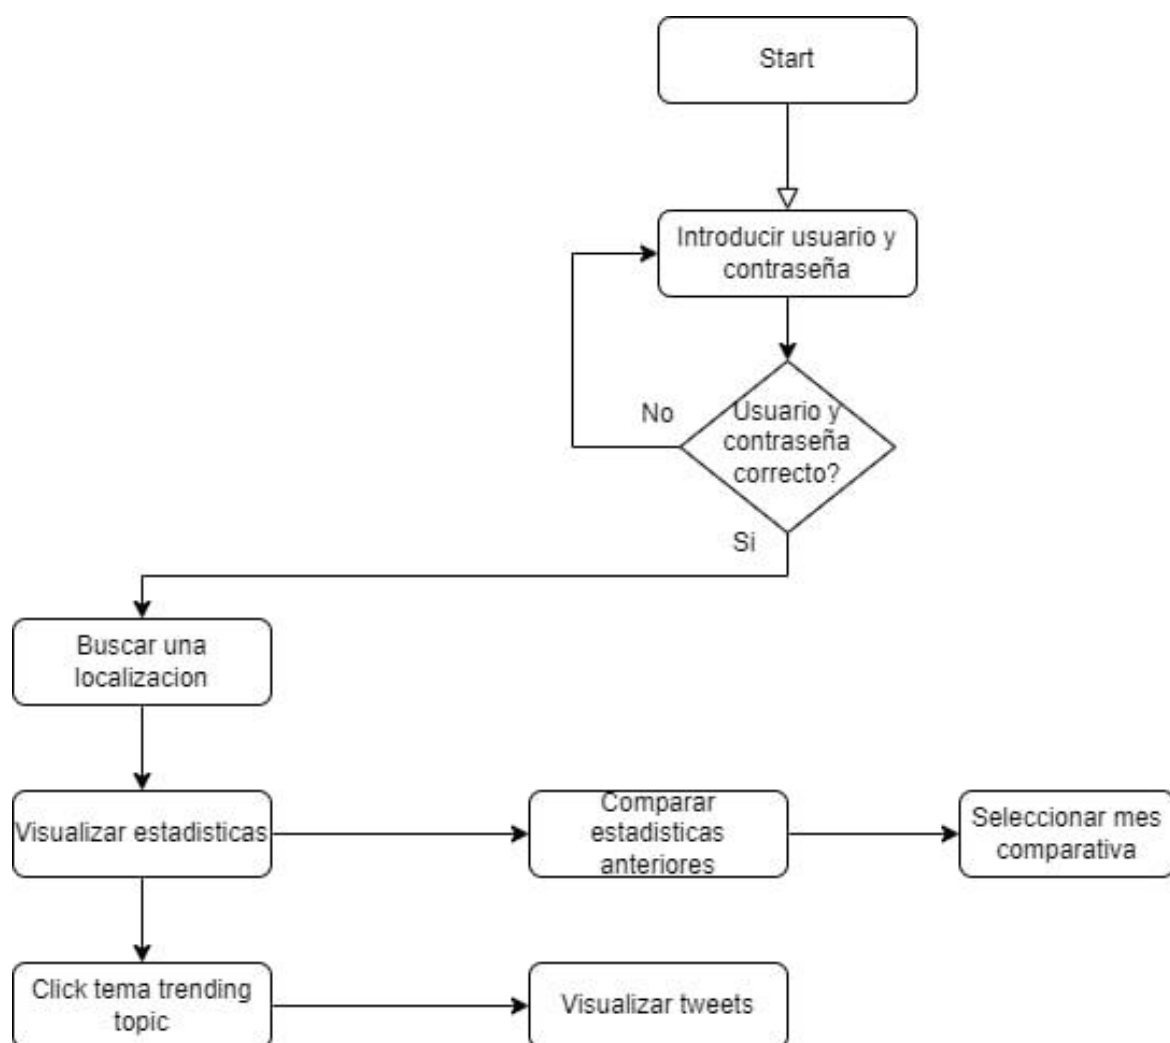 Start
Introducir usuario y
contraseña
No
Usuario y
contraseña
correcto?
Si
Buscar una
localizacion
Visualizar estadisticas
Comparar
estadisticas
anteriores
Seleccionar mes
comparativa
Click tema trending
topic
Visualizar tweets